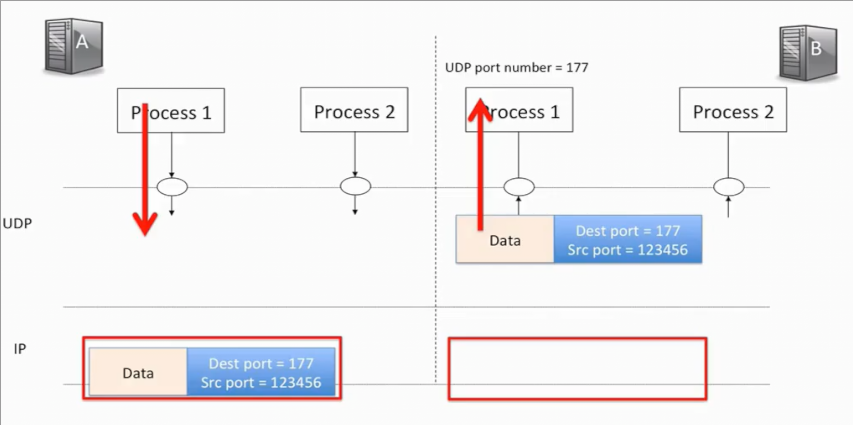 A
B
UDP port number = 177
Process 1
Process 2
Process 1
Process 2
UDP
Data
Dest port = 177
Src port = 123456
IP
Data
Dest port = 177
Src port = 123456